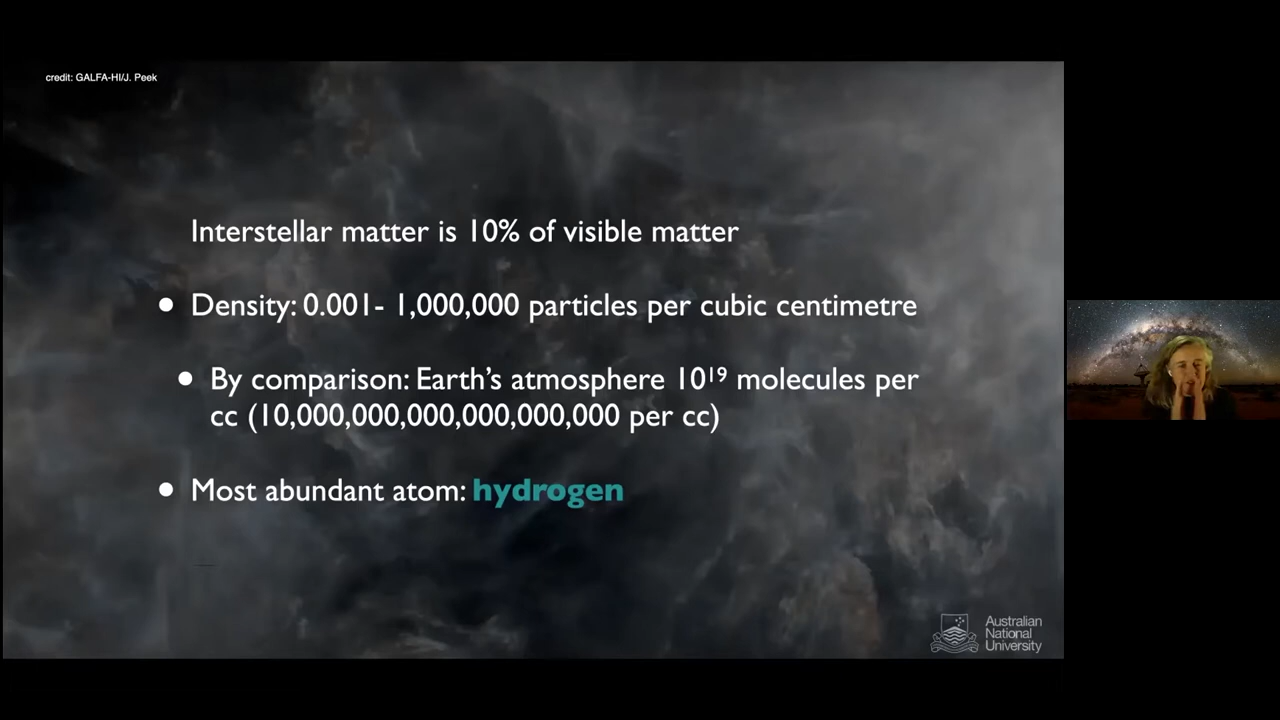 credit: GALFA-HI/J. Peek
Interstellar matter is 10% of visible matter
• Density: 0.001- 1,000,000 particles per cubic centimetre
• By comparison: Earth’s atmosphere 10¹⁹ molecules per
cc (10,000,000,000,000,000,000 per cc)
• Most abundant atom: hydrogen
Australian
National
University